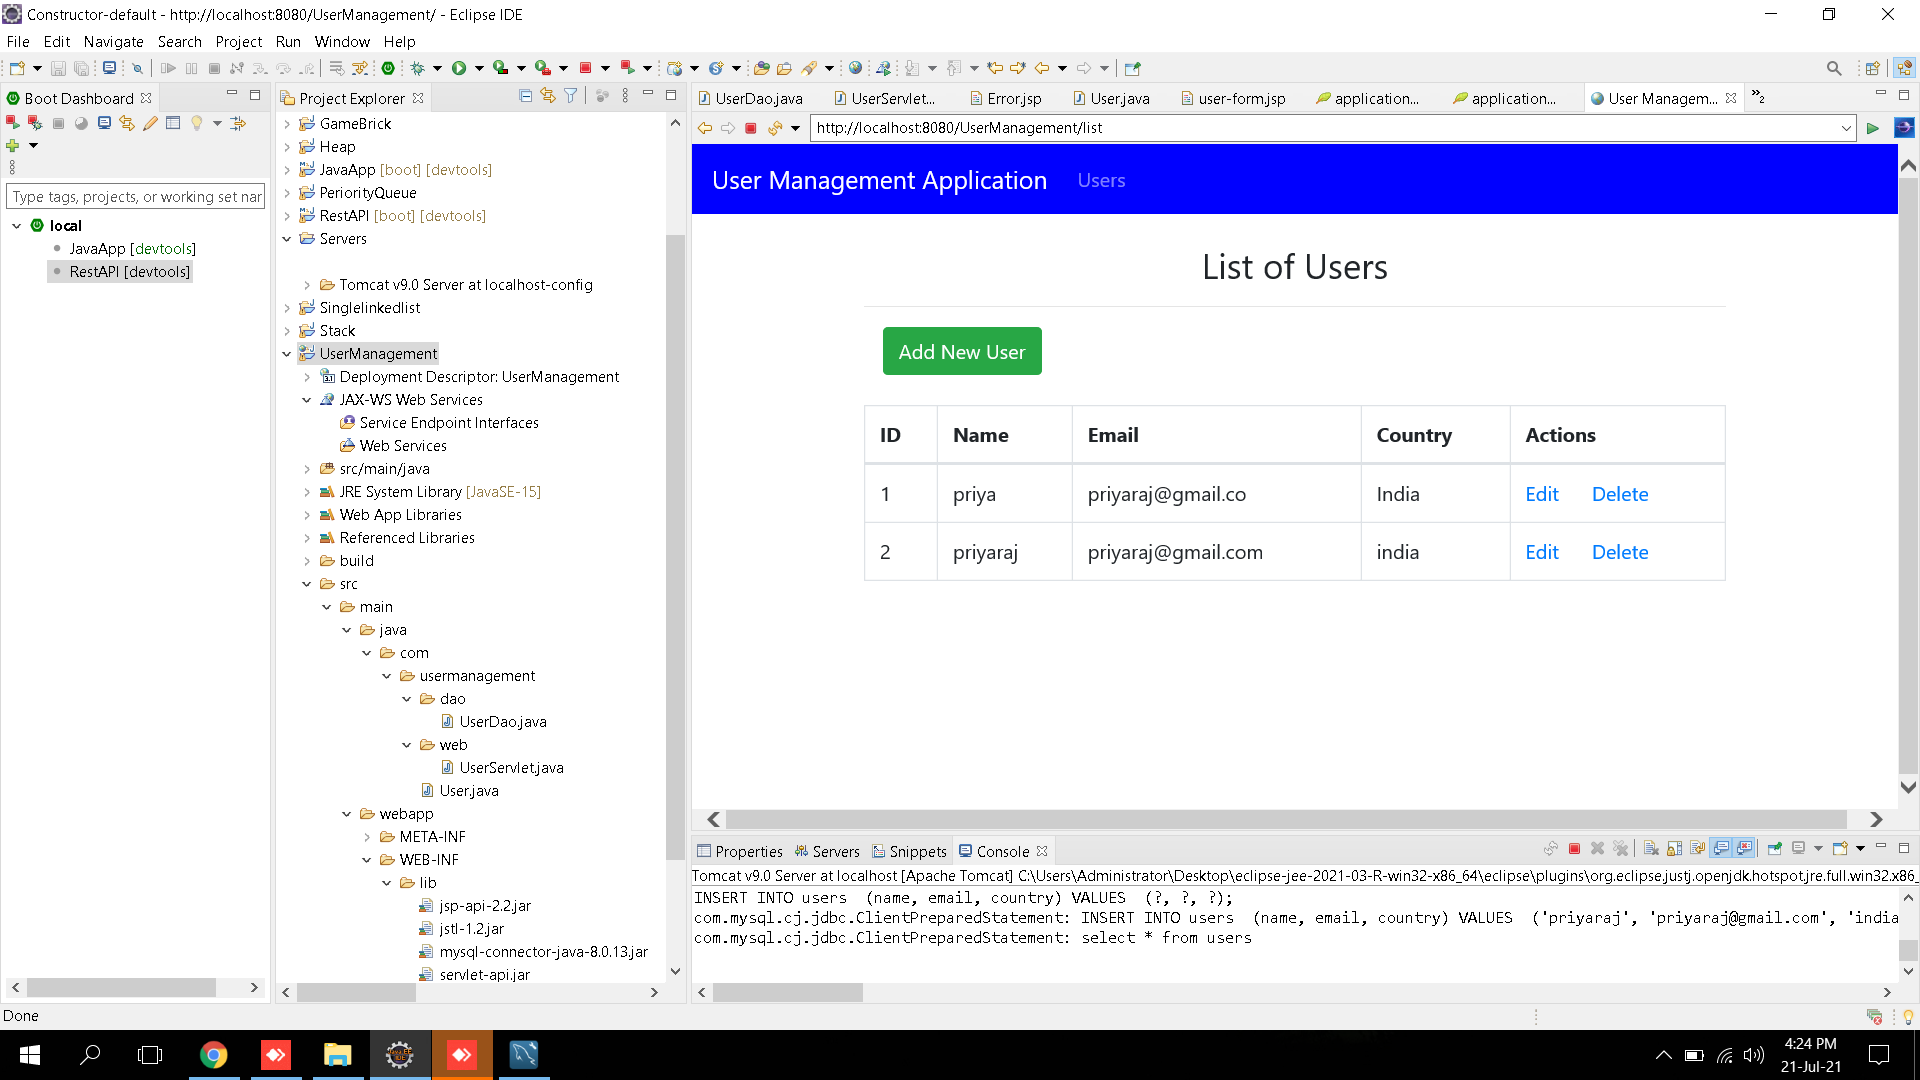 Constructor-default - http://localhost:8080/UserManagement/ - Eclipse IDE
File Edit Navigate Search Project Run Window Help
Boot Dashboard
Type tags, projects, or working set nar
local
JavaApp [devtools]
RestAPI [devtools]
Project Explorer
GameBrick
Heap
JavaApp [boot] [devtools]
PeriorityQueue
RestAPI [boot] [devtools]
Servers
Tomcat v9.0 Server at localhost-config
Singlelinkedlist
Stack
UserManagement
Deployment Descriptor: UserManagement
JAX-WS Web Services
Service Endpoint Interfaces
Web Services
src/main/java
JRE System Library [JavaSE-15]
Web App Libraries
Referenced Libraries
build
src
main
java
com
usermanagement
dao
UserDao.java
web
UserServlet.java
User.java
webapp
META-INF
WEB-INF
lib
jsp-api-2.2.jar
jstl-1.2.jar
mysql-connector-java-8.0.13.jar
servlet-api.jar
UserDao.java UserServlet... Error.jsp User.java user-form.jsp application... application... User Managem... »2
http://localhost:8080/UserManagement/list
User Management Application Users
List of Users
Add New User
ID Name Email Country Actions
1 priya priyaraj@gmail.co India Edit Delete
2 priyaraj priyaraj@gmail.com india Edit Delete
Properties Servers Snippets Console
Tomcat v9.0 Server at localhost [Apache Tomcat] C:\Users\Administrator\Desktop\eclipse-jee-2021-03-R-win32-x86_64\eclipse\plugins\org.eclipse.justj.openjdk.hotspot.jre.full.win32.x86_
INSERT INTO users  (name, email, country) VALUES  (?, ?, ?);
com.mysql.cj.jdbc.ClientPreparedStatement: INSERT INTO users  (name, email, country) VALUES  ('priyaraj', 'priyaraj@gmail.com', 'india
com.mysql.cj.jdbc.ClientPreparedStatement: select * from users
Done
4:24 PM
21-Jul-21